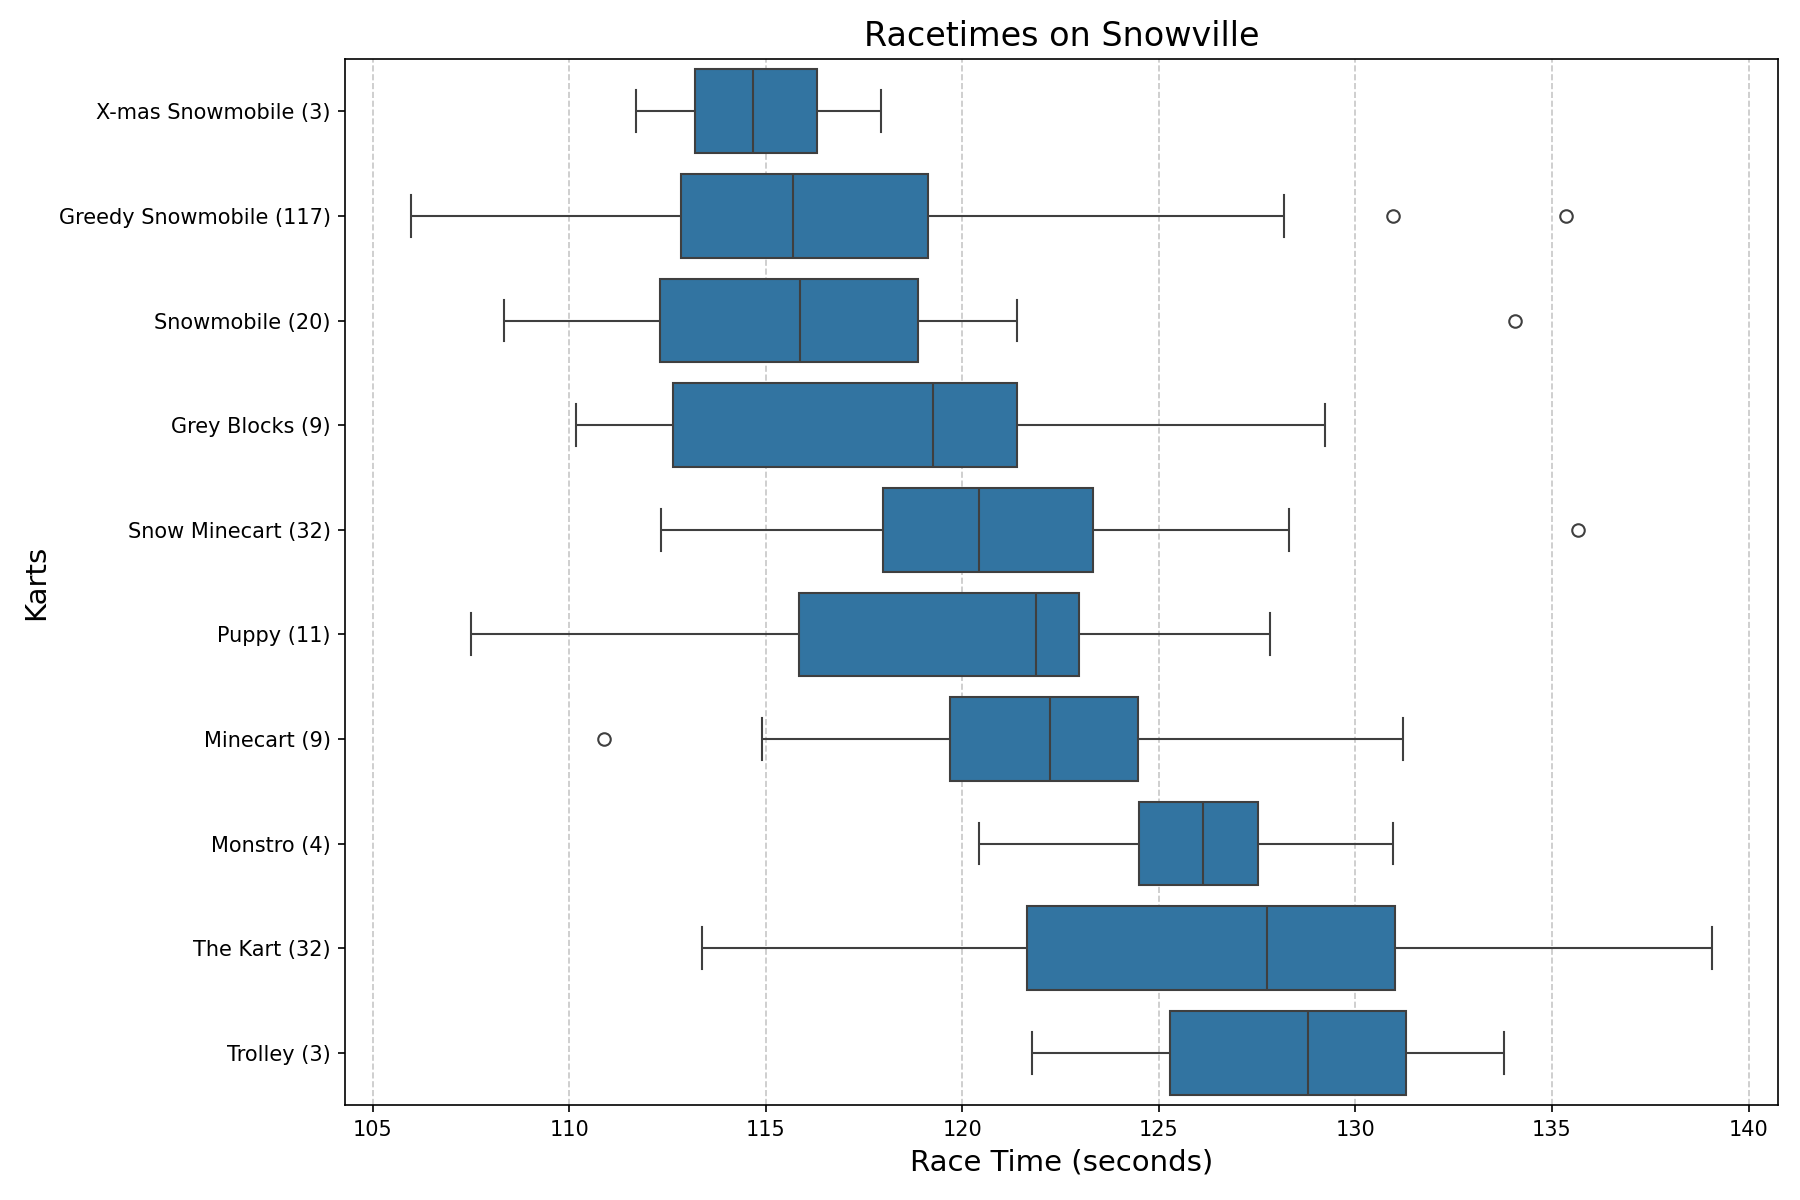 Racetimes on Snowville
Karts
X-mas Snowmobile (3)
Greedy Snowmobile (117)
Snowmobile (20)
Grey Blocks (9)
Snow Minecart (32)
Puppy (11)
Minecart (9)
Monstro (4)
The Kart (32)
Trolley (3)
105 110 115 120 125 130 135 140
Race Time (seconds)